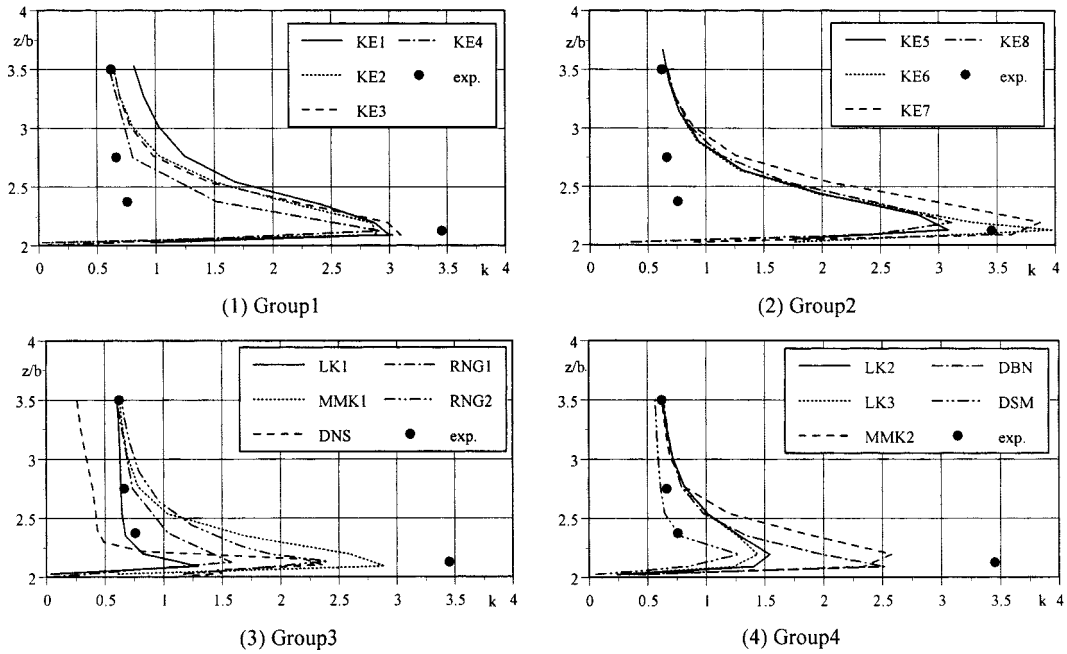 4
z/b
3.5
3
2.5
2
0
0.5
1
1.5
2
2.5
3
3.5
k
4
KE1
KE4
KE2
exp.
KE3
(1) Group1
4
z/b
3.5
3
2.5
2
0
0.5
1
1.5
2
2.5
3
3.5
k
4
KE5
KE8
KE6
exp.
KE7
(2) Group2
4
z/b
3.5
3
2.5
2
0
0.5
1
1.5
2
2.5
3
3.5
k
4
LK1
RNG1
MMK1
RNG2
DNS
exp.
(3) Group3
4
z/b
3.5
3
2.5
2
0
0.5
1
1.5
2
2.5
3
3.5
k
4
LK2
DBN
LK3
DSM
MMK2
exp.
(4) Group4